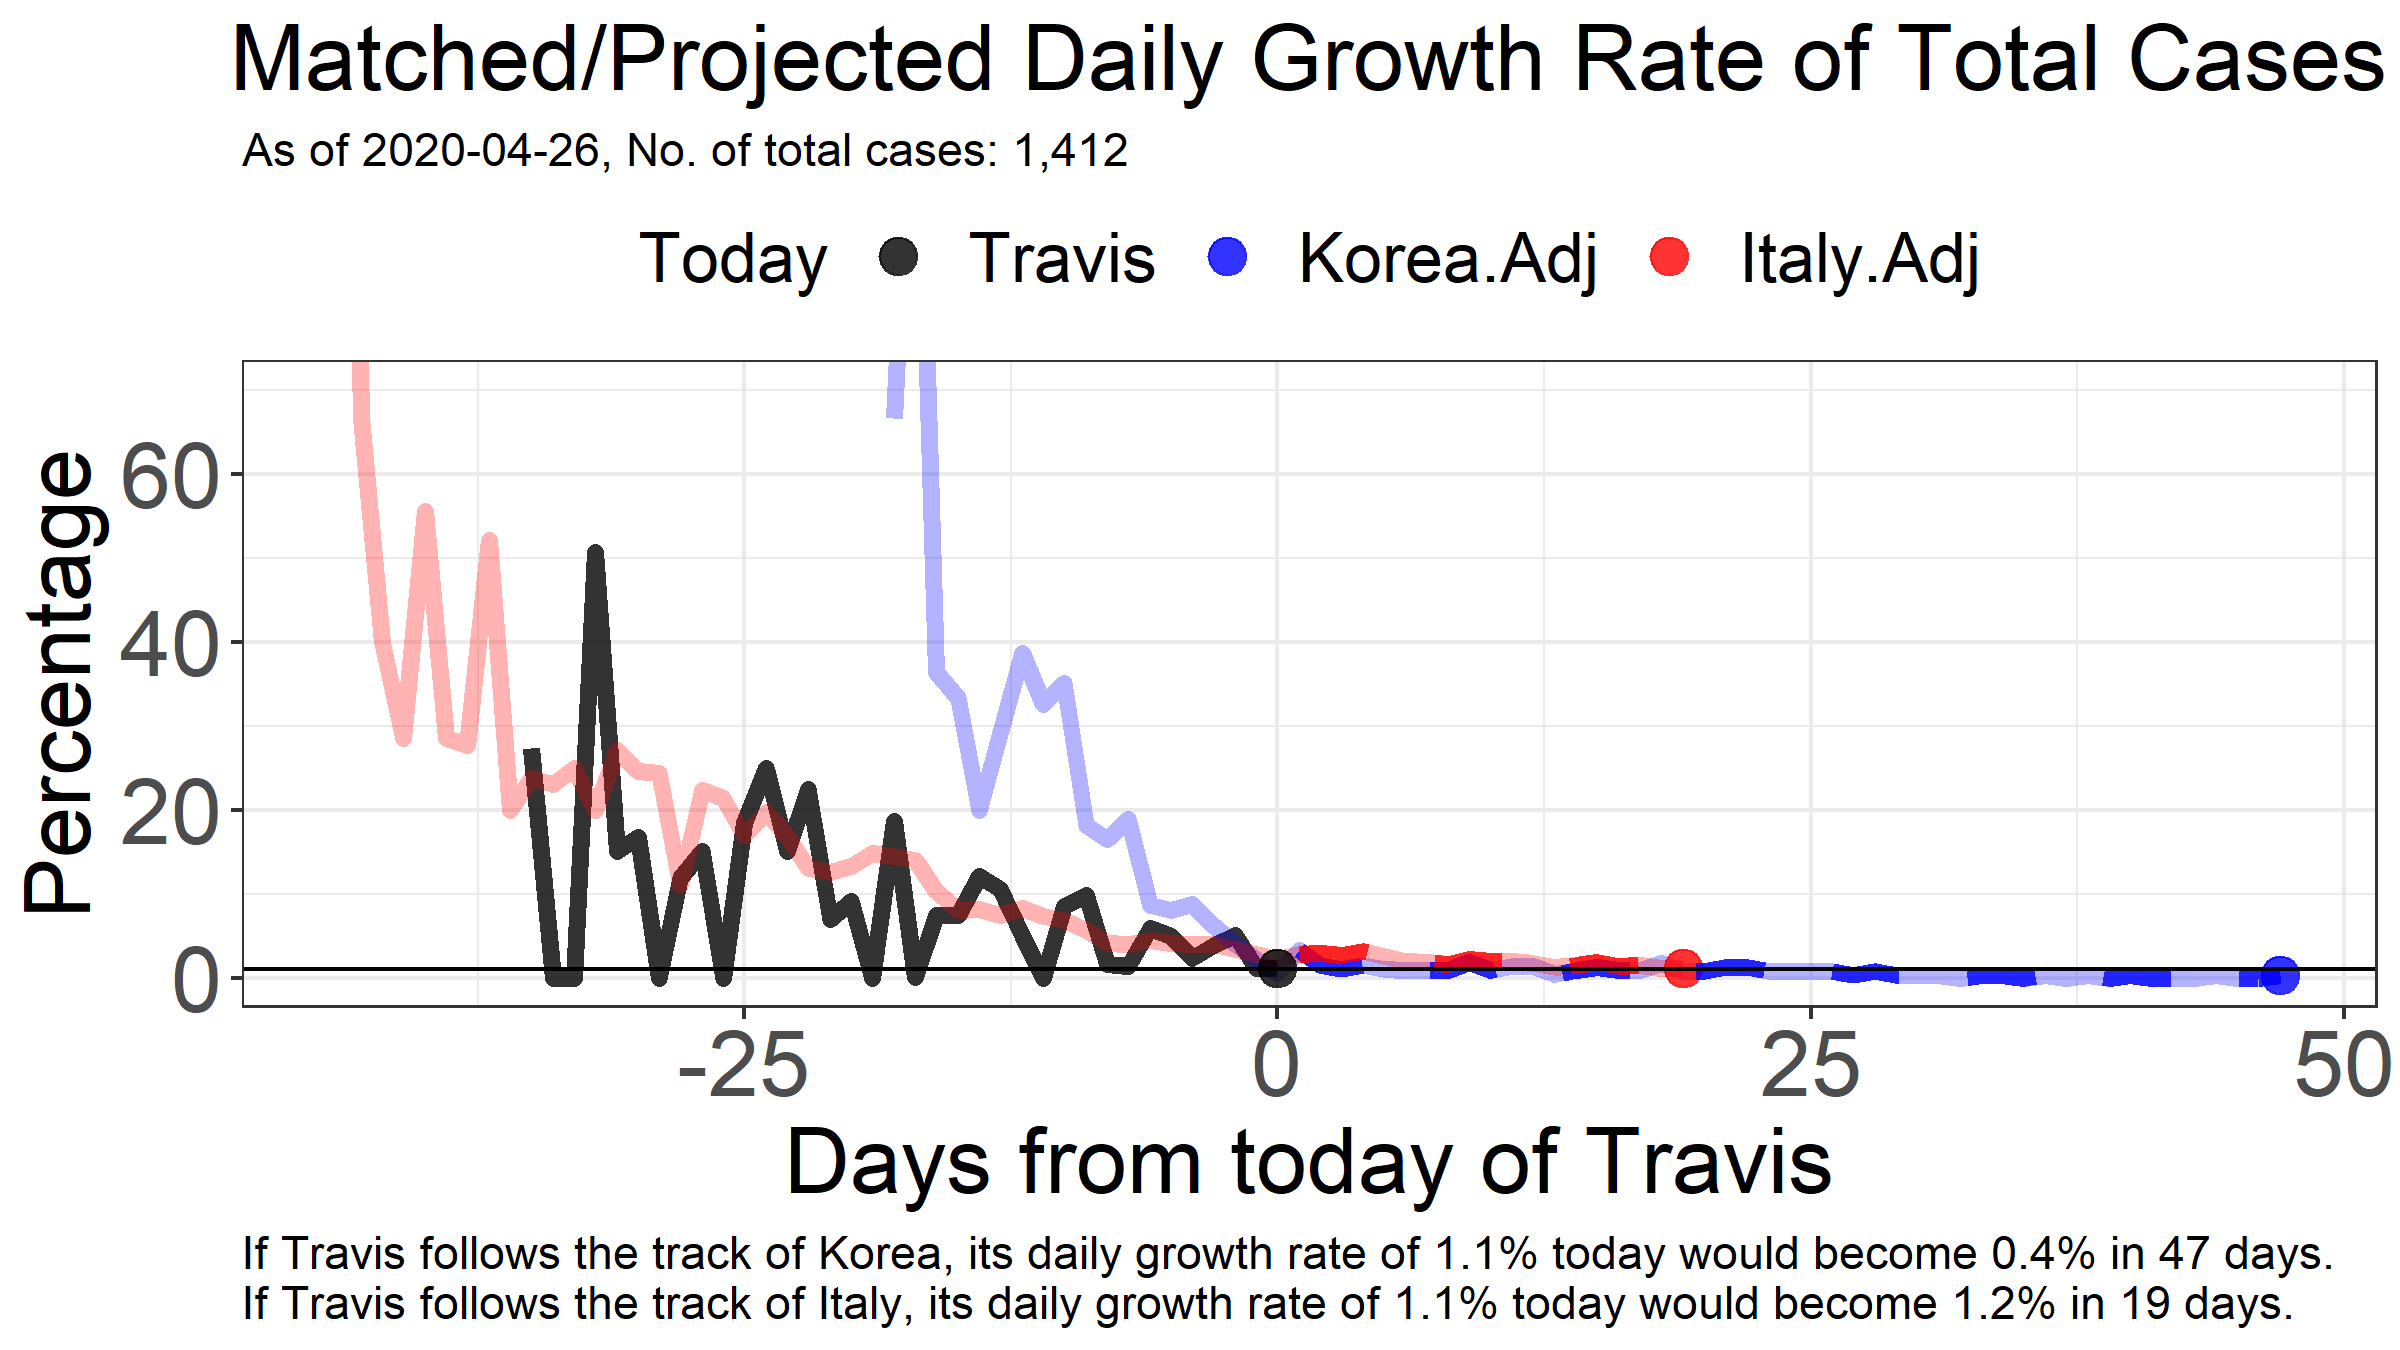 Matched/Projected Daily Growth Rate of Total Cases
As of 2020-04-26, No. of total cases: 1,412
Today Travis Korea.Adj Italy.Adj
Percentage
60
40
20
0
-25 0 25 50
Days from today of Travis
If Travis follows the track of Korea, its daily growth rate of 1.1% today would become 0.4% in 47 days.
If Travis follows the track of Italy, its daily growth rate of 1.1% today would become 1.2% in 19 days.